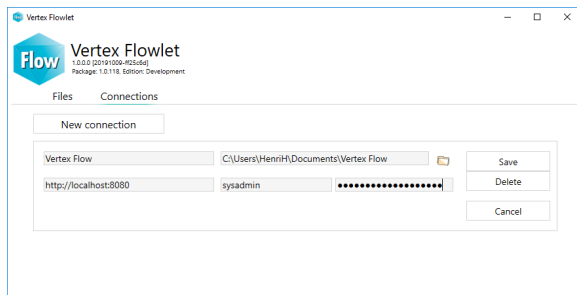 Vertex Flowlet
Flow
Vertex Flowlet
1.0.0.0 [20191009-ff25c6d]
Package: 1.0.118, Edition: Development
Files Connections
New connection
Vertex Flow C:\Users\HenriH\Documents\Vertex Flow Save
http://localhost:8080 sysadmin ●●●●●●●●●●●●●●●●●●● Delete
Cancel